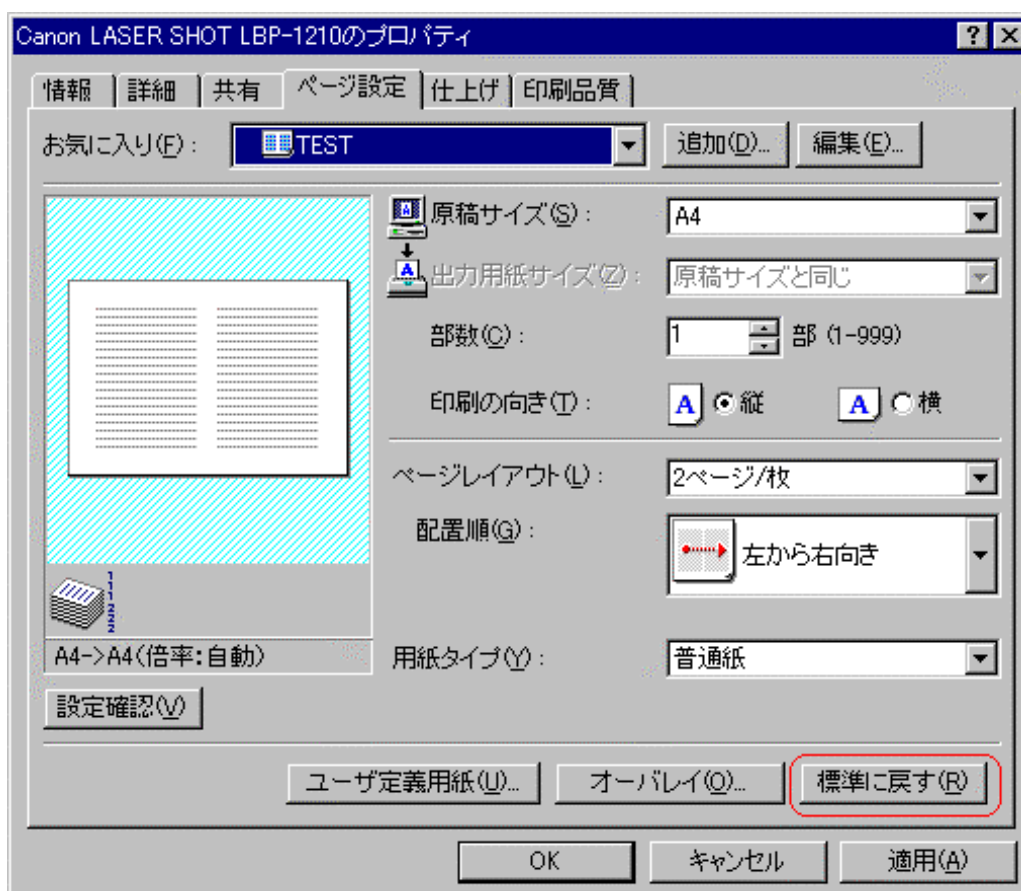 Canon LASER SHOT LBP-1210のプロパティ
情報 詳細 共有 ページ設定 仕上げ 印刷品質
お気に入り(F): TEST 追加(D)... 編集(E)...
原稿サイズ(S): A4
出力用紙サイズ(Z): 原稿サイズと同じ
部数(C): 1 部 (1-999)
印刷の向き(T): A 縦 A 横
ページレイアウト(L): 2ページ/枚
配置順(G): 左から右向き
A4->A4(倍率:自動)
用紙タイプ(Y): 普通紙
設定確認(V)
ユーザ定義用紙(U)... オーバレイ(O)... 標準に戻す(R)
OK キャンセル 適用(A)